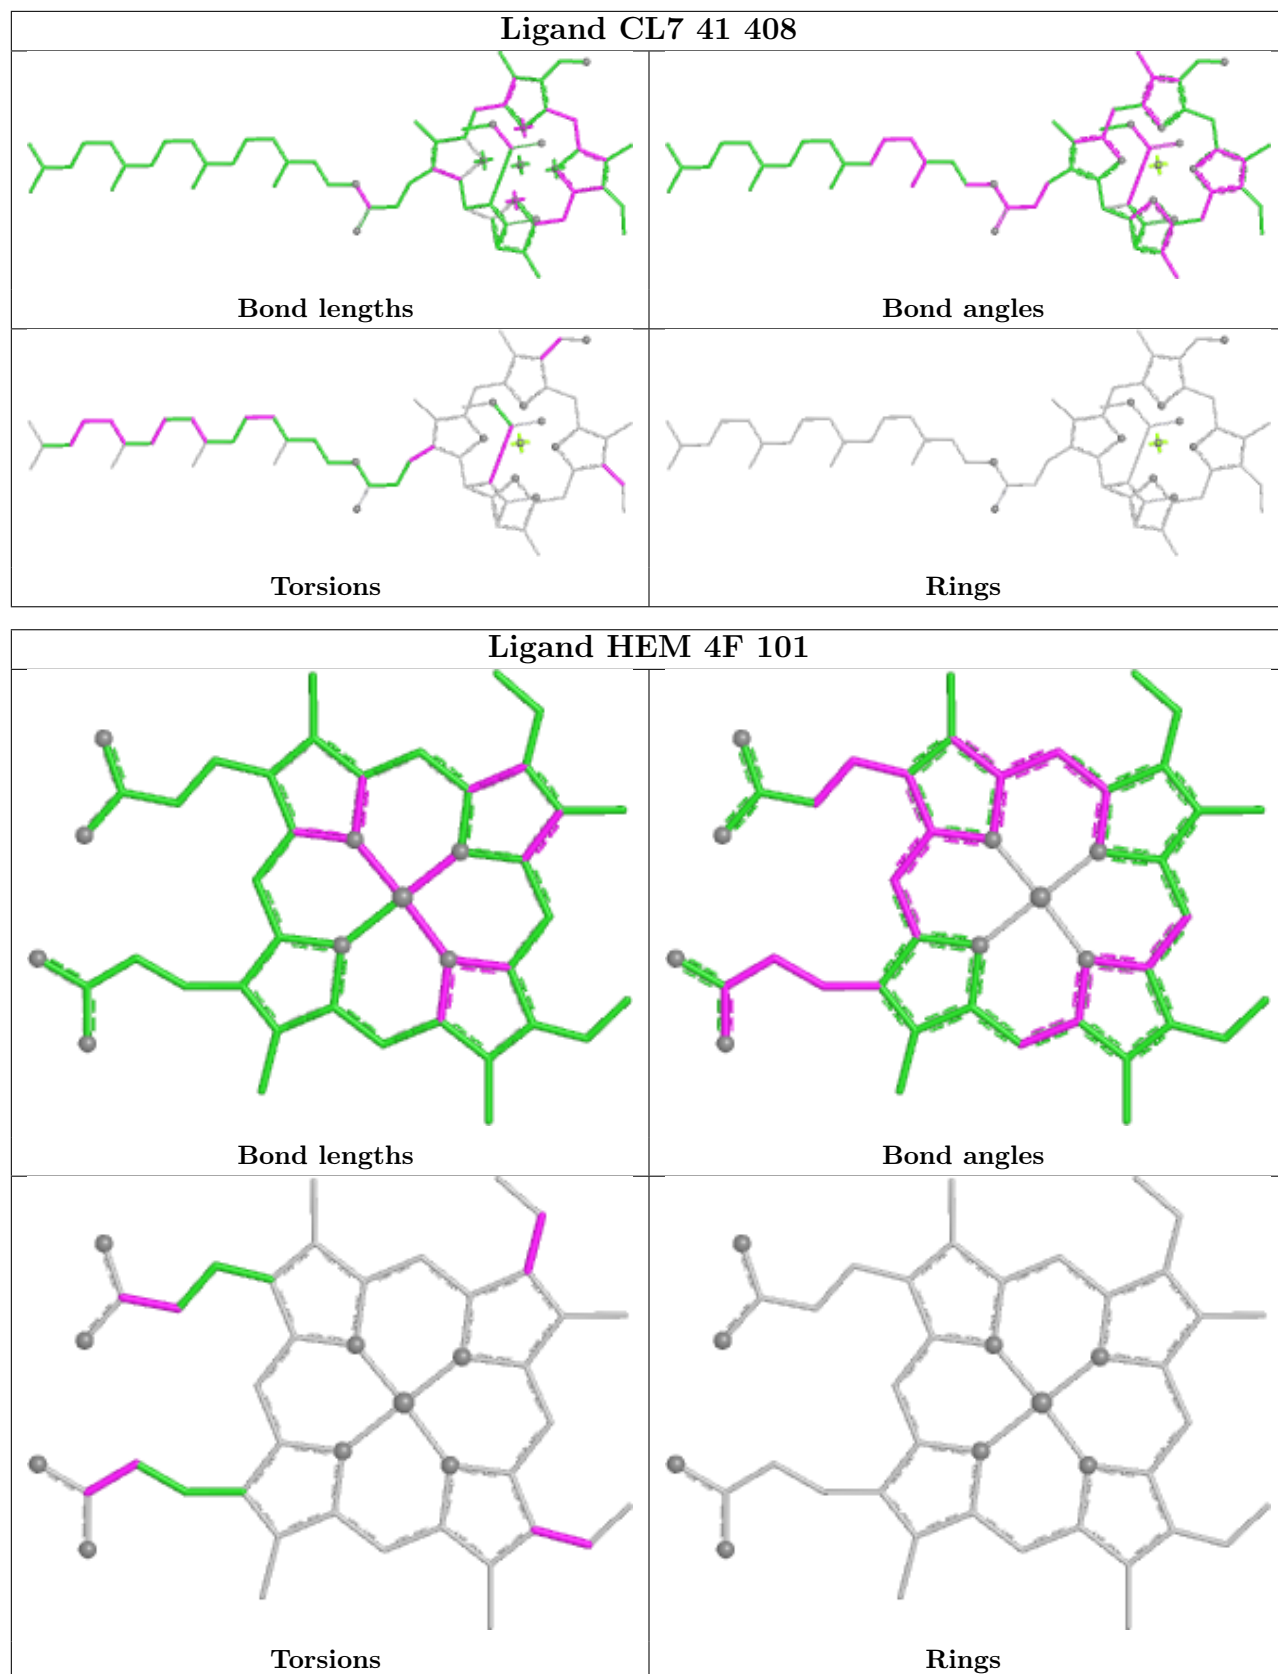 Ligand CL7 41 408
Bond lengths
Bond angles
Torsions
Rings
Ligand HEM 4F 101
Bond lengths
Bond angles
Torsions
Rings